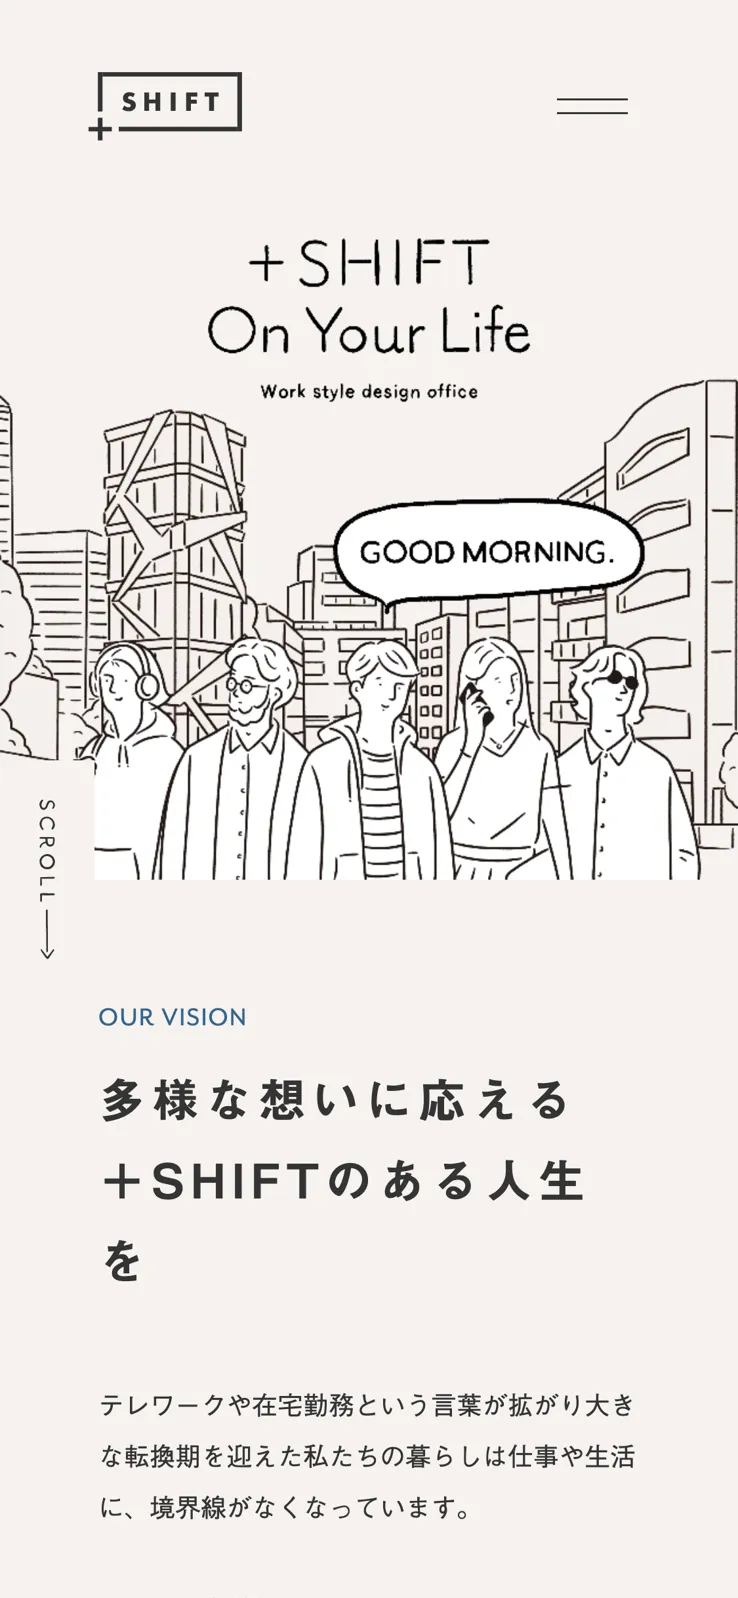 SHIFT
+SHIFT
On Your Life
Work style design office
GOOD MORNING.
SCROLL
OUR VISION
多様な想いに応える
+SHIFTのある人生
を
テレワークや在宅勤務という言葉が拡がり大き
な転換期を迎えた私たちの暮らしは仕事や生活
に、境界線がなくなっています。